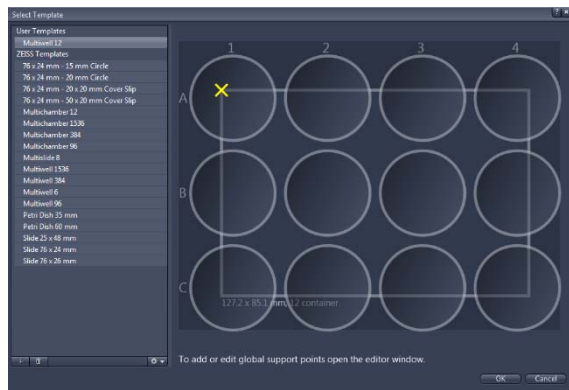 Select Template
User Templates
Multiwell 12
ZEISS Templates
76 x 24 mm - 15 mm Circle
76 x 24 mm - 20 mm Circle
76 x 24 mm - 20 x 20 mm Cover Slip
76 x 24 mm - 50 x 20 mm Cover Slip
Multichamber 12
Multichamber 1536
Multichamber 384
Multichamber 96
Multislide 8
Multiwell 1536
Multiwell 384
Multiwell 6
Multiwell 96
Petri Dish 35 mm
Petri Dish 60 mm
Slide 25 x 48 mm
Slide 76 x 24 mm
Slide 76 x 26 mm
1 2 3 4
A
B
C
127.2 x 85.1 mm, 12 container
To add or edit global support points open the editor window.
OK Cancel